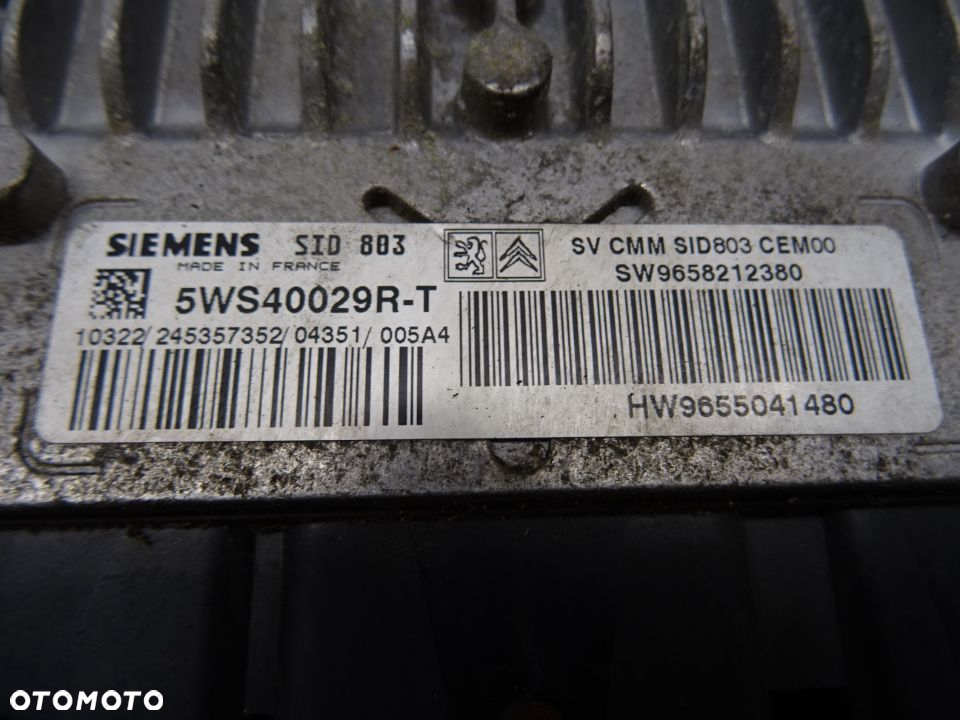 SIEMENS SID 803
MADE IN FRANCE
5WS40029R-T
10322/ 245357352/ 04351/ 005A4
SV CMM SID803 CEM00
SW9658212380
HW9655041480
OTOMOTO